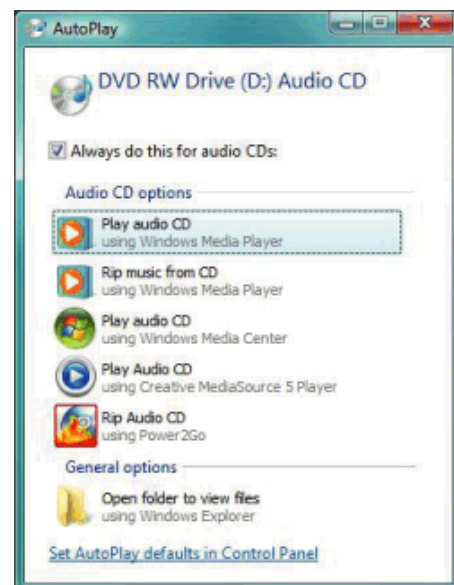 AutoPlay
DVD RW Drive (D:) Audio CD
Always do this for audio CDs:
Audio CD options
Play audio CD
using Windows Media Player
Rip music from CD
using Windows Media Player
Play audio CD
using Windows Media Center
Play Audio CD
using Creative MediaSource 5 Player
Rip Audio CD
using Power2Go
General options
Open folder to view files
using Windows Explorer
Set AutoPlay defaults in Control Panel